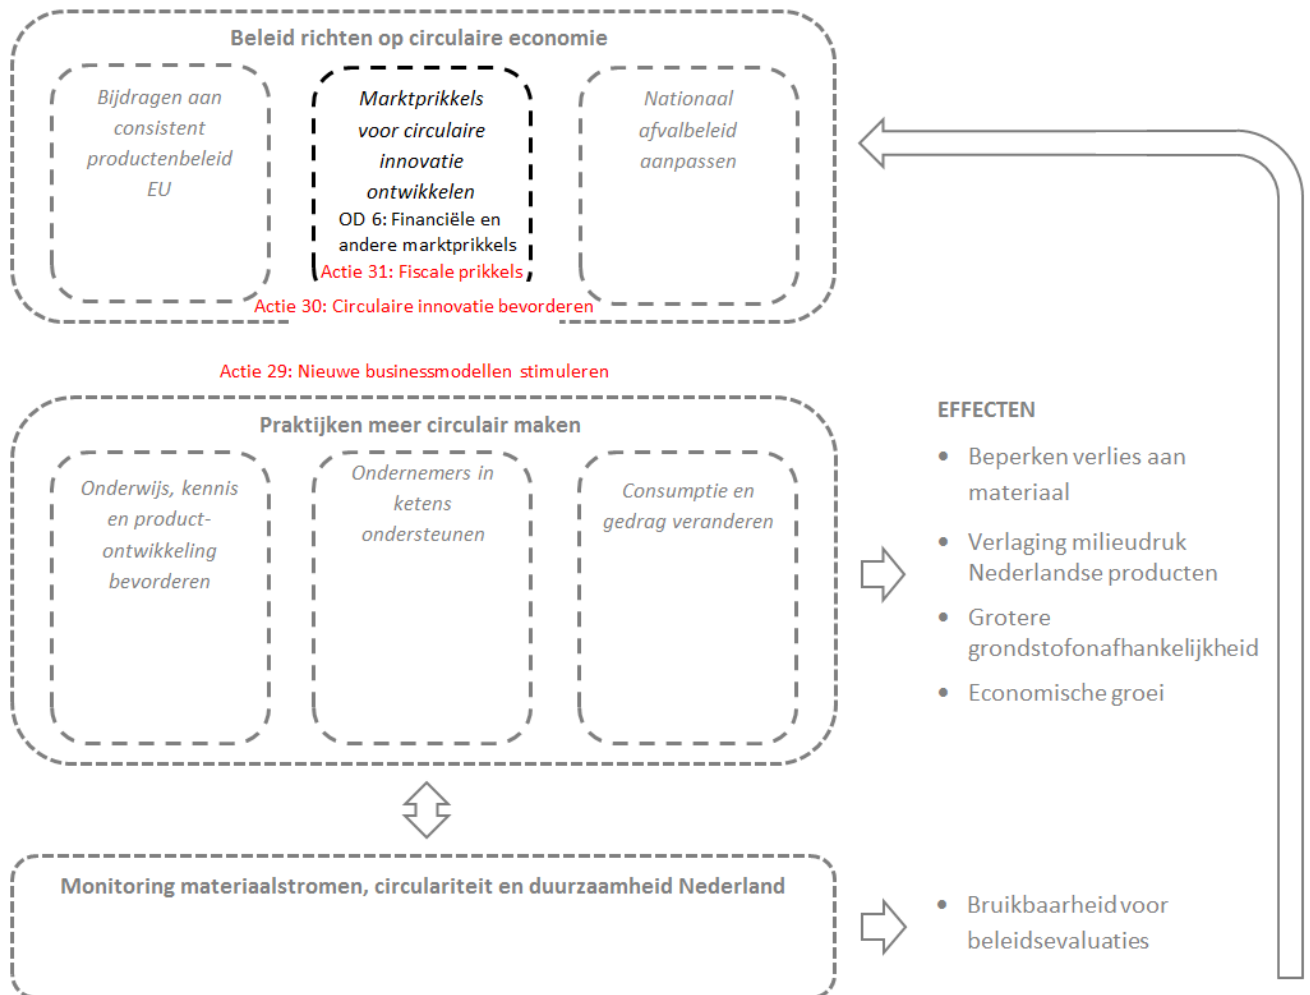 Beleid richten op circulaire economie
Bijdragen aan
consistent
productenbeleid
EU
Marktprikkels
voor circulaire
innovatie
ontwikkelen
OD 6: Financiële en
andere marktprikkels
Actie 31: Fiscale prikkels
Nationaal
afvalbeleid
aanpassen
Actie 30: Circulaire innovatie bevorderen
Actie 29: Nieuwe businessmodellen stimuleren
Praktijken meer circulair maken
Onderwijs, kennis
en product-
ontwikkeling
bevorderen
Ondernemers in
ketens
ondersteunen
Consumptie en
gedrag veranderen
EFFECTEN
• Beperken verlies aan
materiaal
• Verlaging milieudruk
Nederlandse producten
• Grotere
grondstofonafhankelijkheid
• Economische groei
Monitoring materiaalstromen, circulariteit en duurzaamheid Nederland
• Bruikbaarheid voor
beleidsevaluaties